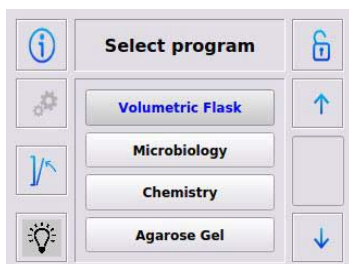 Select program
Volumetric Flask
Microbiology
Chemistry
Agarose Gel